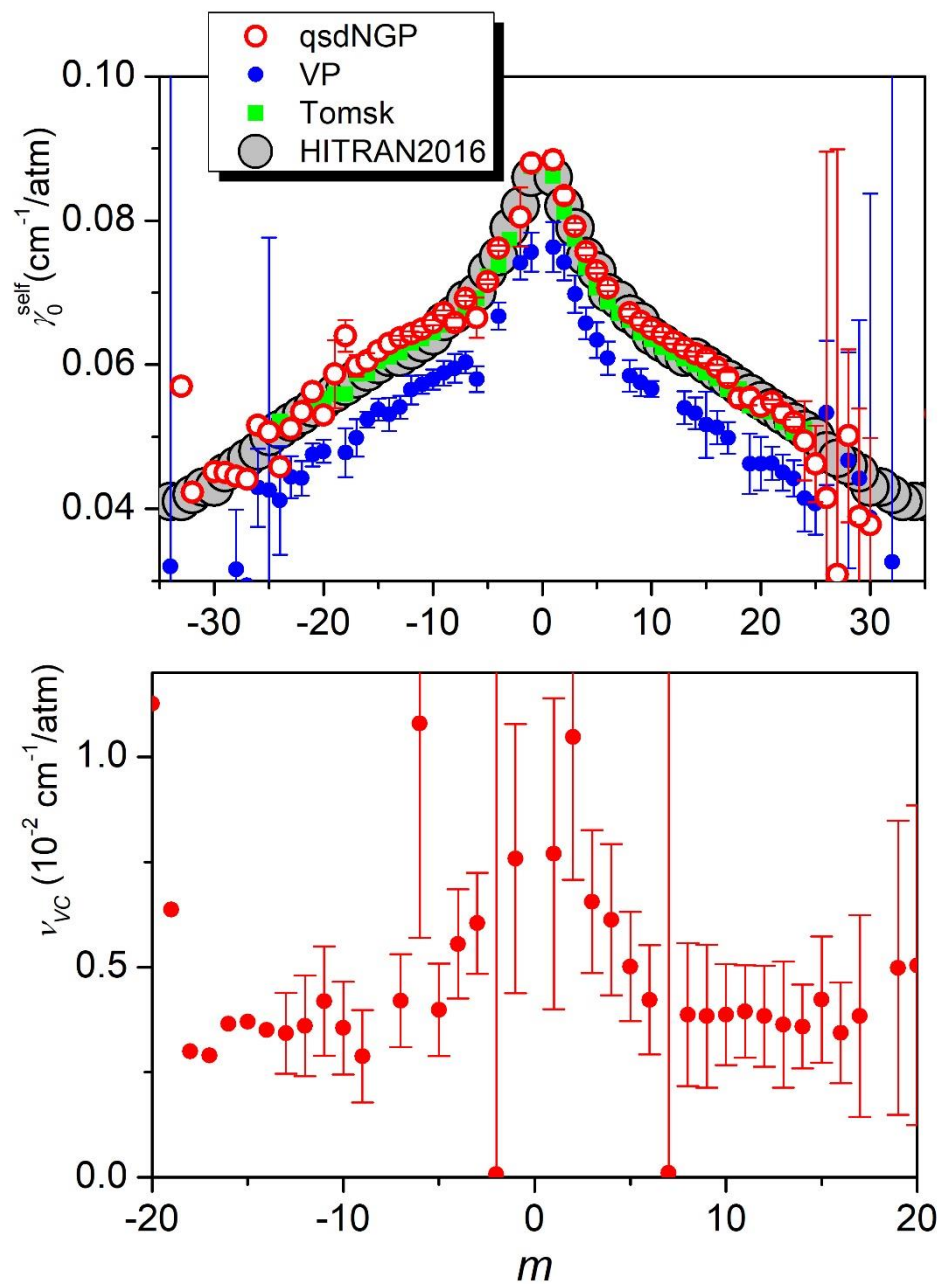 qsdNGP
VP
Tomsk
HITRAN2016
0.10
0.08
0.06
0.04
γ₀ˢᵉˡᶠ(cm⁻¹/atm)
-30 -20 -10 0 10 20 30
1.0
0.5
0.0
ν_VC (10⁻² cm⁻¹/atm)
-20 -10 0 10 20
m